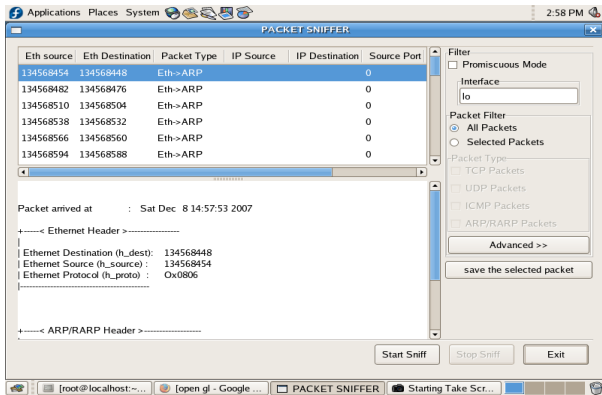 Applications Places System 2:58 PM
PACKET SNIFFER
Eth source Eth Destination Packet Type IP Source IP Destination Source Port
134568454 134568448 Eth->ARP 0
134568482 134568476 Eth->ARP 0
134568510 134568504 Eth->ARP 0
134568538 134568532 Eth->ARP 0
134568566 134568560 Eth->ARP 0
134568594 134568588 Eth->ARP 0
Filter
Promiscuous Mode
Interface
lo
Packet Filter
All Packets
Selected Packets
Packet Type
TCP Packets
UDP Packets
ICMP Packets
ARP/RARP Packets
Advanced >>
save the selected packet
Packet arrived at : Sat Dec 8 14:57:53 2007
+-----< Ethernet Header >-----------------
|
| Ethernet Destination (h_dest): 134568448
| Ethernet Source (h_source) : 134568454
| Ethernet Protocol (h_proto) : Ox0806
|------------------------------------------
+-----< ARP/RARP Header >-------------------
Start Sniff Stop Sniff Exit
[root@localhost:~... [open gl - Google ... PACKET SNIFFER Starting Take Scr...